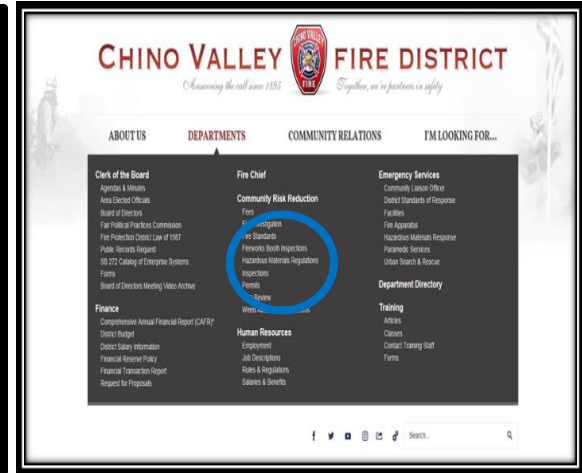 CHINO VALLEY FIRE DISTRICT
Answering the call since 1895
Together, we're partners in safety
FIRE
ABOUT US
DEPARTMENTS
COMMUNITY RELATIONS
I'M LOOKING FOR...
Clerk of the Board
Agendas & Minutes
Area Elected Officials
Board of Directors
Fair Political Practices Commission
Fire Protection District Law of 1987
Public Records Request
SB 272 Catalog of Enterprise Systems
Forms
Board of Directors Meeting Video Archive
Finance
Comprehensive Annual Financial Report (CAFR)*
District Budget
District Salary Information
Financial Reserve Policy
Financial Transaction Report
Request for Proposals
Fire Chief
Community Risk Reduction
Fees
Fire Standards
Fireworks Booth Inspections
Hazardous Materials Regulations
Inspections
Permits
Review
Weed
Human Resources
Employment
Job Descriptions
Rules & Regulations
Salaries & Benefits
Emergency Services
Community Liaison Officer
District Standards of Response
Facilities
Fire Apparatus
Hazardous Materials Response
Paramedic Services
Urban Search & Rescue
Department Directory
Training
Articles
Classes
Contact Training Staff
Forms
Search...